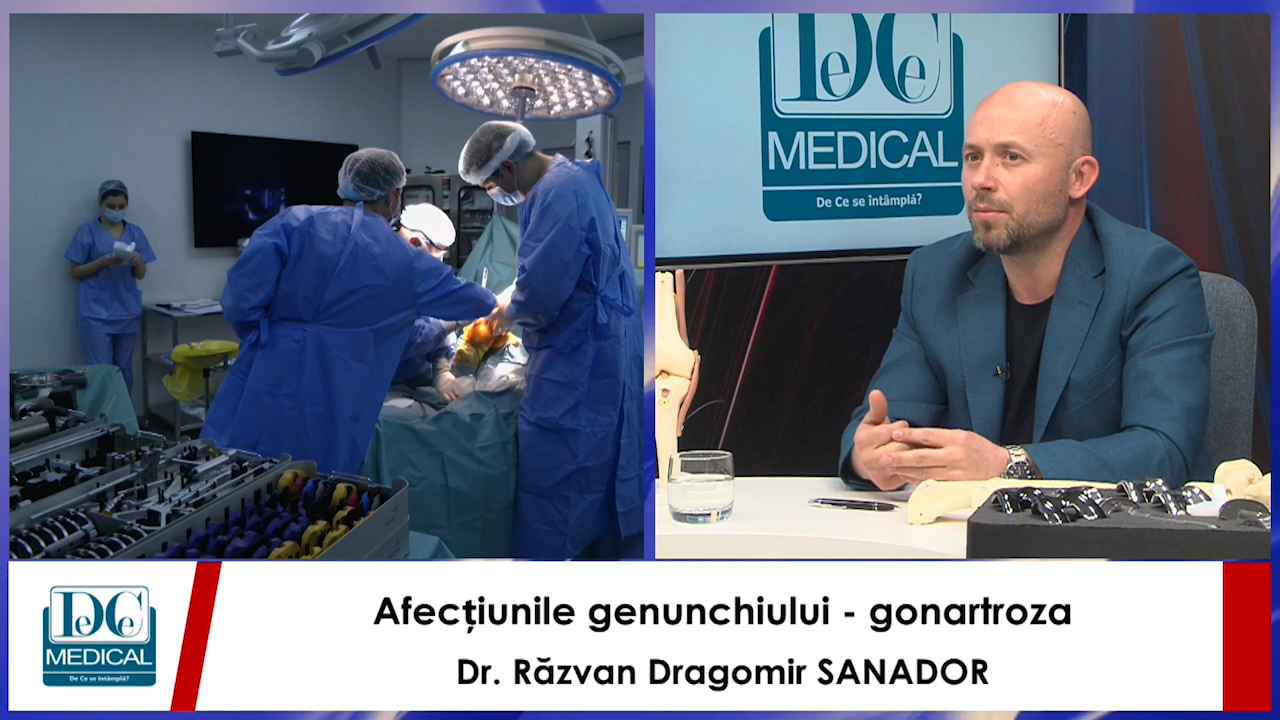 DeCe
MEDICAL
De Ce se întâmplă?
Afecțiunile genunchiului - gonartroza
Dr. Răzvan Dragomir SANADOR
DeCe
MEDICAL
De Ce se întâmplă?